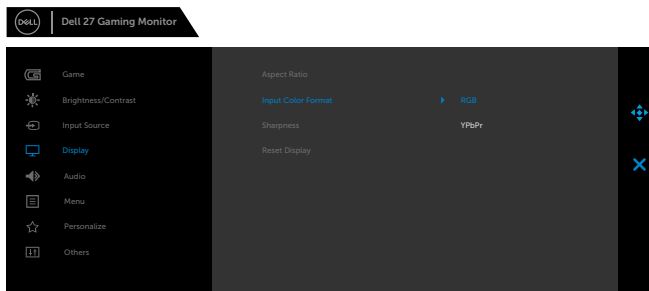 DELL
Dell 27 Gaming Monitor
Game
Aspect Ratio
Brightness/Contrast
Input Color Format
RGB
Input Source
Sharpness
YPbPr
Display
Reset Display
Audio
Menu
Personalize
Others